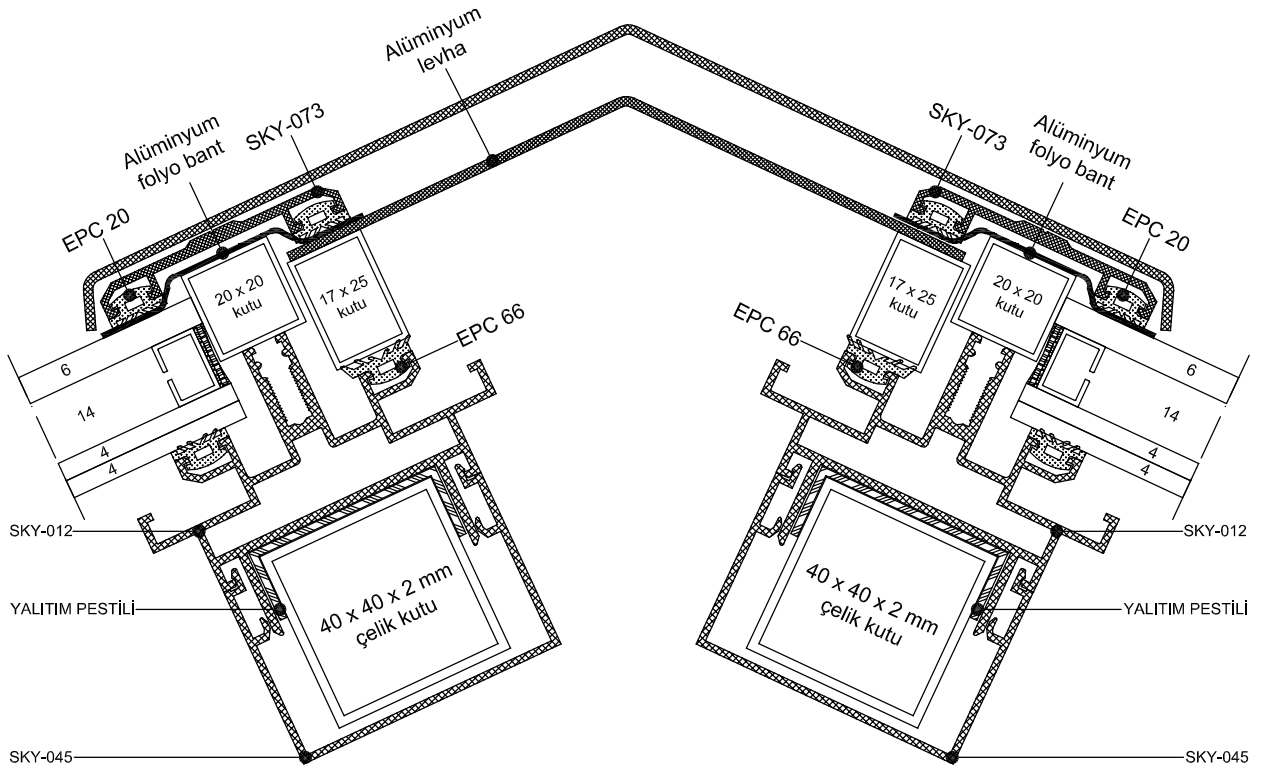 Alüminyum
levha
SKY-073
Alüminyum
folyo bant
EPC 20
SKY-073
Alüminyum
folyo bant
EPC 20
20 x 20
kutu
17 x 25
kutu
EPC 66
17 x 25
kutu
20 x 20
kutu
EPC 66
6
14
4
4
6
14
4
4
SKY-012
SKY-012
40 x 40 x 2 mm
çelik kutu
40 x 40 x 2 mm
çelik kutu
YALITIM PESTİLİ
YALITIM PESTİLİ
SKY-045
SKY-045